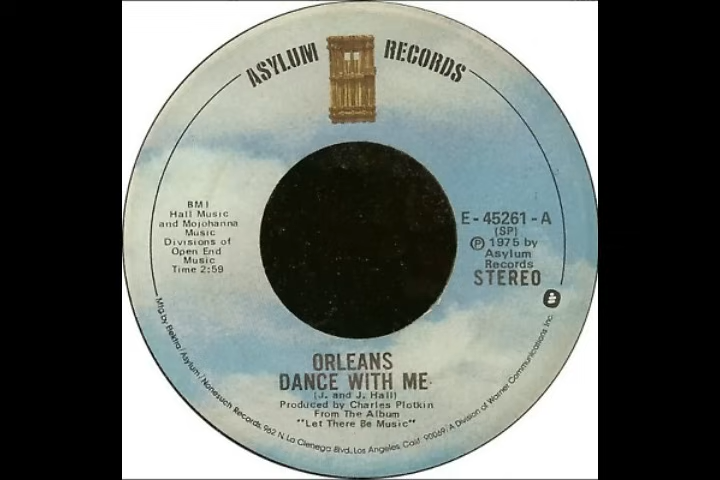 ASYLUM RECORDS
BMI
Hall Music
and Mojohanna
Music
Divisions of
Open End
Music
Time 2:59
E-45261-A
(SP)
Ⓟ 1975 by
Asylum
Records
STEREO
ORLEANS
DANCE WITH ME
(J. and J. Hall)
Produced by Charles Plotkin
From The Album
"Let There Be Music"
Mtg by Elektra/Asylum/Nonesuch Records, 962 N. La Cienega Blvd., Los Angeles, Calif. 90069, A Division of Warner Communications Inc.